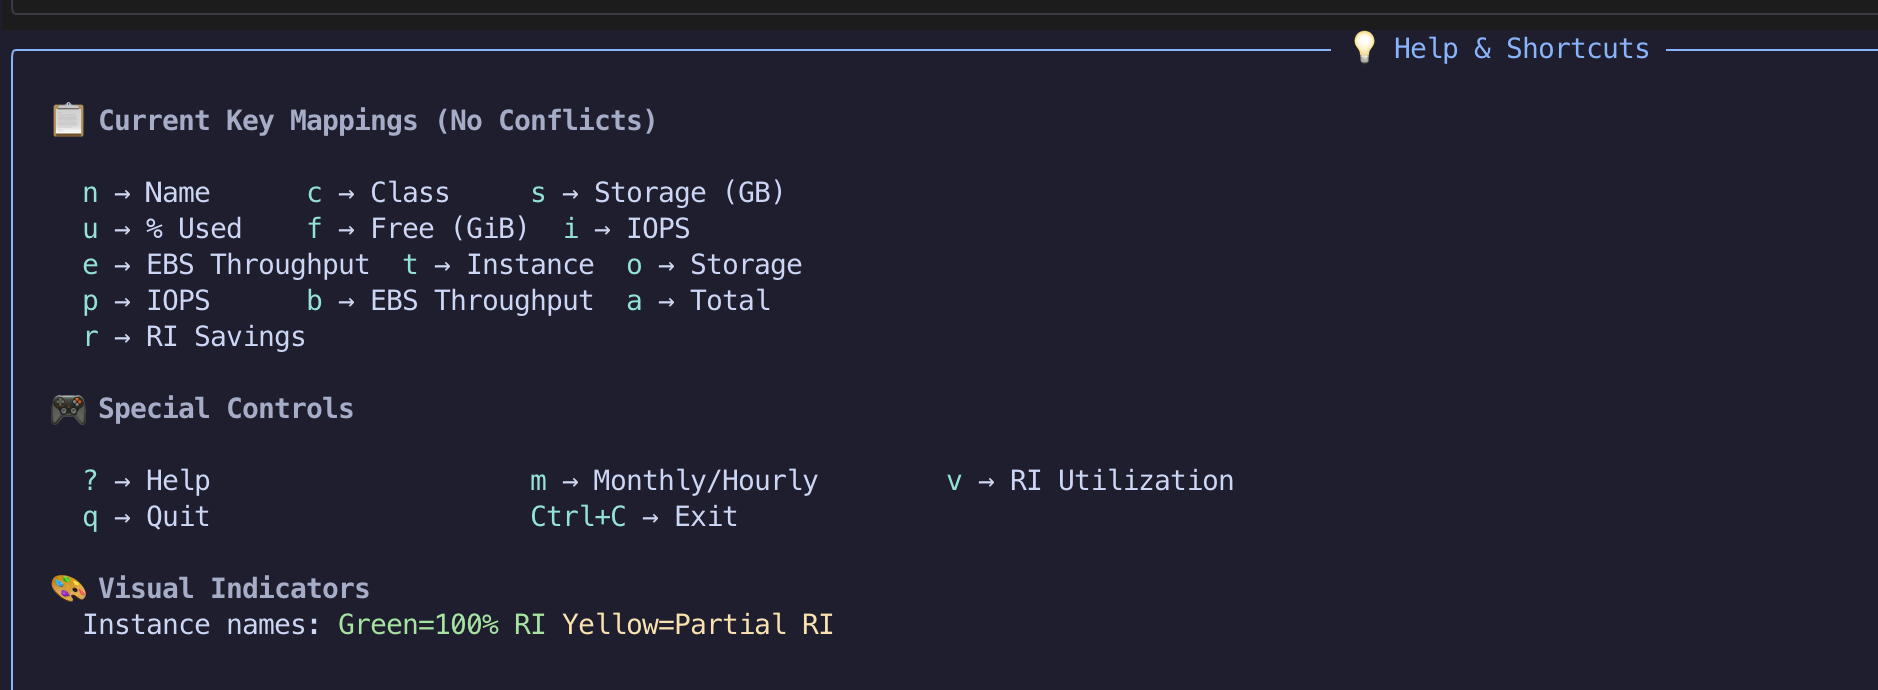 💡 Help & Shortcuts
📋 Current Key Mappings (No Conflicts)
n → Name c → Class s → Storage (GB)
u → % Used f → Free (GiB) i → IOPS
e → EBS Throughput t → Instance o → Storage
p → IOPS b → EBS Throughput a → Total
r → RI Savings
🎮 Special Controls
? → Help m → Monthly/Hourly v → RI Utilization
q → Quit Ctrl+C → Exit
🎨 Visual Indicators
Instance names: Green=100% RI Yellow=Partial RI